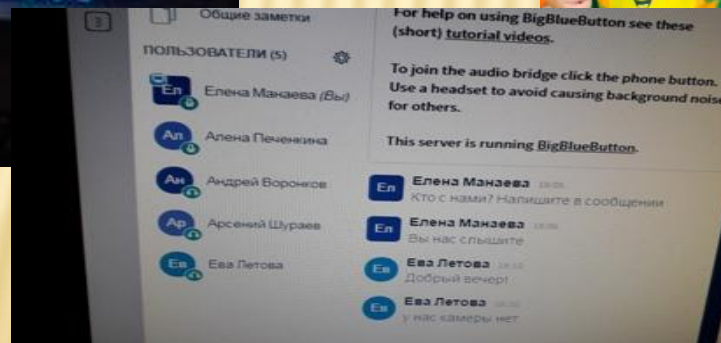 3
Общие заметки
ПОЛЬЗОВАТЕЛИ (5)
Ел
Елена Манаева (Вы)
Ал
Алена Печенкина
Ан
Андрей Воронков
Ар
Арсений Шураев
Ев
Ева Летова
For help on using BigBlueButton see these
(short) tutorial videos.
To join the audio bridge click the phone button.
Use a headset to avoid causing background noise
for others.
This server is running BigBlueButton.
Ел
Елена Манаева
Кто с нами? Напишите в сообщении
Ел
Елена Манаева
Вы нас слышите
Ев
Ева Летова
Добрый вечер!
Ев
Ева Летова
у нас камеры нет